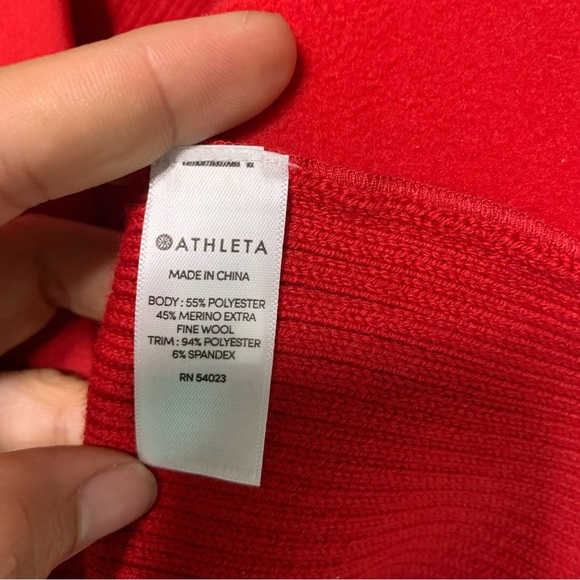 ATHLETA
MADE IN CHINA
BODY : 55% POLYESTER
45% MERINO EXTRA
FINE WOOL
TRIM : 94% POLYESTER
6% SPANDEX
RN 54023